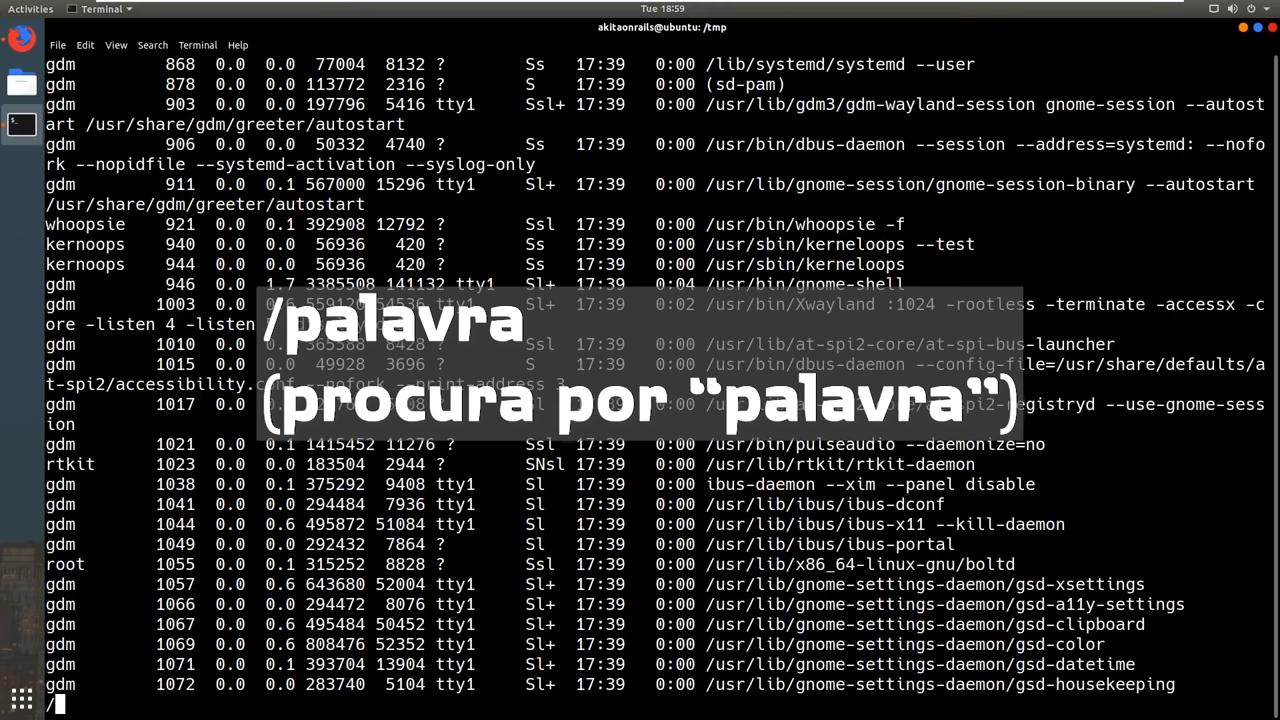 Activities Terminal Tue 18:59
akitaonrails@ubuntu: /tmp
File Edit View Search Terminal Help
gdm 868 0.0 0.0 77004 8132 ? Ss 17:39 0:00 /lib/systemd/systemd --user
gdm 878 0.0 0.0 113772 2316 ? S 17:39 0:00 (sd-pam)
gdm 903 0.0 0.0 197796 5416 tty1 Ssl+ 17:39 0:00 /usr/lib/gdm3/gdm-wayland-session gnome-session --autost
art /usr/share/gdm/greeter/autostart
gdm 906 0.0 0.0 50332 4740 ? Ss 17:39 0:00 /usr/bin/dbus-daemon --session --address=systemd: --nofo
rk --nopidfile --systemd-activation --syslog-only
gdm 911 0.0 0.1 567000 15296 tty1 Sl+ 17:39 0:00 /usr/lib/gnome-session/gnome-session-binary --autostart
/usr/share/gdm/greeter/autostart
whoopsie 921 0.0 0.1 392908 12792 ? Ssl 17:39 0:00 /usr/bin/whoopsie -f
kernoops 940 0.0 0.0 56936 420 ? Ss 17:39 0:00 /usr/sbin/kerneloops --test
kernoops 944 0.0 0.0 56936 420 ? Ss 17:39 0:00 /usr/sbin/kerneloops
gdm 946 0.1 1.7 3385508 141132 tty1 Sl+ 17:39 0:04 /usr/bin/gnome-shell
gdm 1003 0.6 559120 54536 tty1 Sl+ 17:39 0:02 /usr/bin/Xwayland :1024 -rootless -terminate -accessx -c
ore -listen 4 -listen
/palavra
gdm 1010 365588 8428 ? Ssl 17:39 0:00 /usr/lib/at-spi2-core/at-spi-bus-launcher
gdm 1015 0.0 49928 3696 ? S 17:39 0:00 /usr/bin/dbus-daemon --config-file=/usr/share/defaults/a
t-spi2/accessibility.conf --nofork --print-address 3
(procura por "palavra")
gdm 1017 17:39 0:00 registryd --use-gnome-sess
ion
gdm 1021 0.1 1415452 11276 ? Ssl 17:39 0:00 /usr/bin/pulseaudio --daemonize=no
rtkit 1023 0.0 0.0 183504 2944 ? SNsl 17:39 0:00 /usr/lib/rtkit/rtkit-daemon
gdm 1038 0.0 0.1 375292 9408 tty1 Sl 17:39 0:00 ibus-daemon --xim --panel disable
gdm 1041 0.0 0.0 294484 7936 tty1 Sl 17:39 0:00 /usr/lib/ibus/ibus-dconf
gdm 1044 0.0 0.6 495872 51084 tty1 Sl 17:39 0:00 /usr/lib/ibus/ibus-x11 --kill-daemon
gdm 1049 0.0 0.0 292432 7864 ? Sl 17:39 0:00 /usr/lib/ibus/ibus-portal
root 1055 0.0 0.1 315252 8828 ? Ssl 17:39 0:00 /usr/lib/x86_64-linux-gnu/boltd
gdm 1057 0.0 0.6 643680 52004 tty1 Sl+ 17:39 0:00 /usr/lib/gnome-settings-daemon/gsd-xsettings
gdm 1066 0.0 0.0 294472 8076 tty1 Sl+ 17:39 0:00 /usr/lib/gnome-settings-daemon/gsd-a11y-settings
gdm 1067 0.0 0.6 495484 50452 tty1 Sl+ 17:39 0:00 /usr/lib/gnome-settings-daemon/gsd-clipboard
gdm 1069 0.0 0.6 808476 52352 tty1 Sl+ 17:39 0:00 /usr/lib/gnome-settings-daemon/gsd-color
gdm 1071 0.0 0.1 393704 13904 tty1 Sl+ 17:39 0:00 /usr/lib/gnome-settings-daemon/gsd-datetime
gdm 1072 0.0 0.0 283740 5104 tty1 Sl+ 17:39 0:00 /usr/lib/gnome-settings-daemon/gsd-housekeeping
/